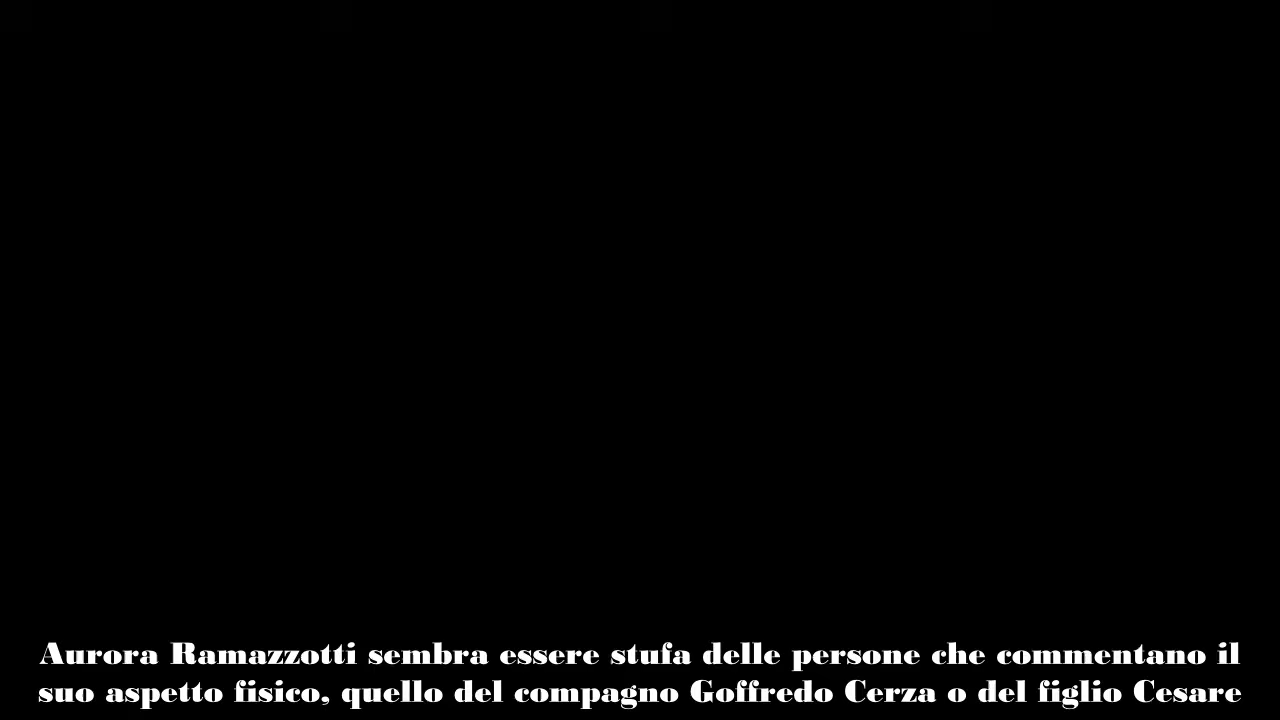 Aurora Ramazzotti sembra essere stufa delle persone che commentano il
suo aspetto fisico, quello del compagno Goffredo Cerza o del figlio Cesare